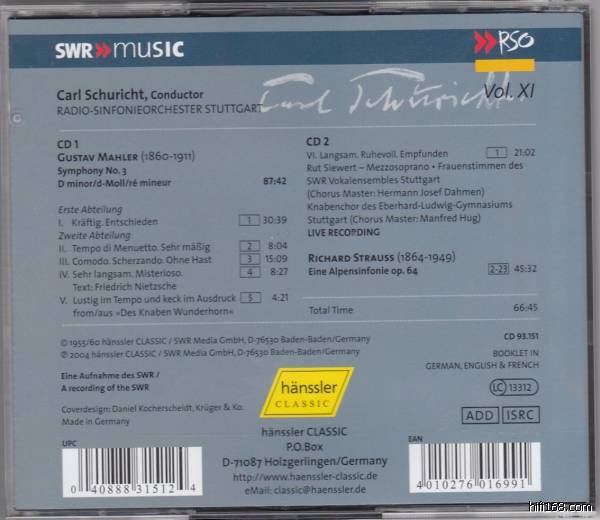 SWR»music
»RSO
Carl Schuricht, Conductor
RADIO-SINFONIEORCHESTER STUTTGART
Carl Schuricht
Vol. XI
CD 1
GUSTAV MAHLER (1860-1911)
Symphony No. 3
D minor/d-Moll/ré mineur 87:42
Erste Abteilung
I. Kräftig. Entschieden 1 30:39
Zweite Abteilung
II. Tempo di Menuetto. Sehr mäßig 2 8:04
III. Comodo. Scherzando. Ohne Hast 3 15:09
IV. Sehr langsam. Misterioso. 4 8:27
Text: Friedrich Nietzsche
V. Lustig im Tempo und keck im Ausdruck 5 4:21
from/aus »Des Knaben Wunderhorn«
CD 2
VI. Langsam. Ruhevoll. Empfunden 1 21:02
Rut Siewert – Mezzosoprano • Frauenstimmen des
SWR Vokalensembles Stuttgart
(Chorus Master: Hermann Josef Dahmen)
Knabenchor des Eberhard-Ludwig-Gymnasiums
Stuttgart (Chorus Master: Manfred Hug)
LIVE RECORDING
RICHARD STRAUSS (1864-1949)
Eine Alpensinfonie op. 64 2-23 45:32
Total Time 66:45
℗ 1955/60 hänssler CLASSIC / SWR Media GmbH, D-76530 Baden-Baden/Germany
℗ 2004 hänssler CLASSIC / SWR Media GmbH, D-76530 Baden-Baden/Germany
Eine Aufnahme des SWR /
A recording of the SWR
Coverdesign: Daniel Kocherscheidt, Krüger & Ko.
Made in Germany
hänssler
CLASSIC
hänssler CLASSIC
P.O.Box
D-71087 Holzgerlingen/Germany
http://www.haenssler-classic.de
eMail: classic@haenssler.de
CD 93.151
BOOKLET IN
GERMAN, ENGLISH & FRENCH
LC 13312
ADD ISRC
UPC
0 40888 31512 4
EAN
4 010276 016991
hifi168.com